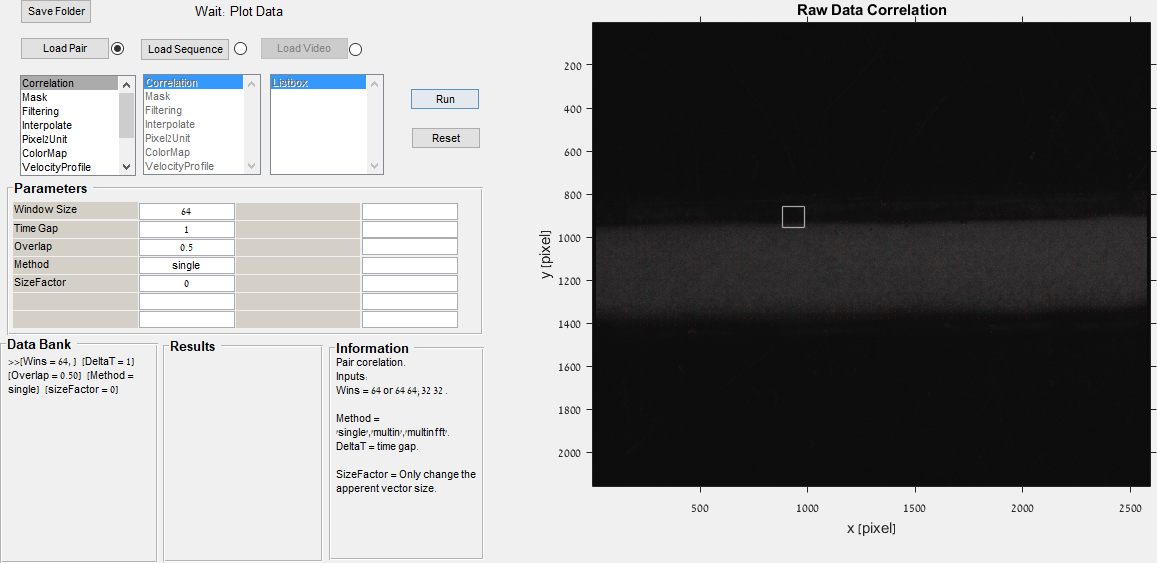 Save Folder
Wait: Plot Data
Load Pair
Load Sequence
Load Video
Correlation
Mask
Filtering
Interpolate
Pixel2Unit
ColorMap
VelocityProfile
Correlation
Mask
Filtering
Interpolate
Pixel2Unit
ColorMap
VelocityProfile
Listbox
Run
Reset
Parameters
Window Size 64
Time Gap 1
Overlap 0.5
Method single
SizeFactor 0
Data Bank
>>[Wins = 64, ] [DeltaT = 1]
[Overlap = 0.50] [Method =
single] [sizeFactor = 0]
Results
Information
Pair corelation.
Inputs:
Wins = 64 or 64 64; 32 32 .
Method =
'single','multin','multinfft'.
DeltaT = time gap.
SizeFactor = Only change the
apperent vector size.
Raw Data Correlation
200
400
600
800
1000
1200
1400
1600
1800
2000
y [pixel]
500 1000 1500 2000 2500
x [pixel]